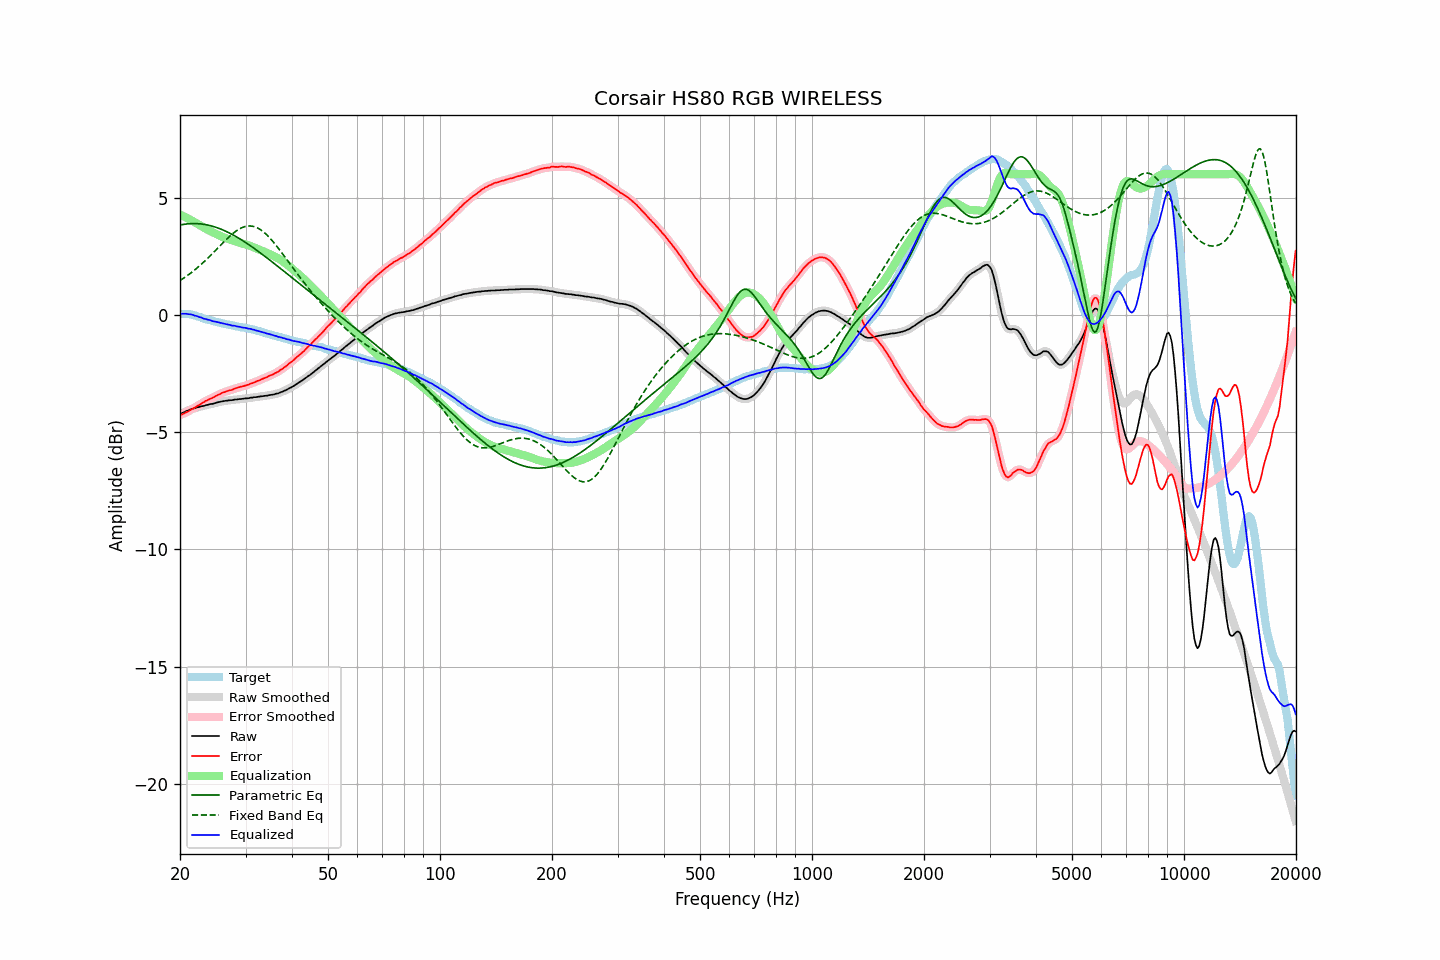 Corsair HS80 RGB WIRELESS
Amplitude (dBr)
5
0
−5
−10
−15
−20
Target
Raw Smoothed
Error Smoothed
Raw
Error
Equalization
Parametric Eq
Fixed Band Eq
Equalized
20 50 100 200 500 1000 2000 5000 10000 20000
Frequency (Hz)